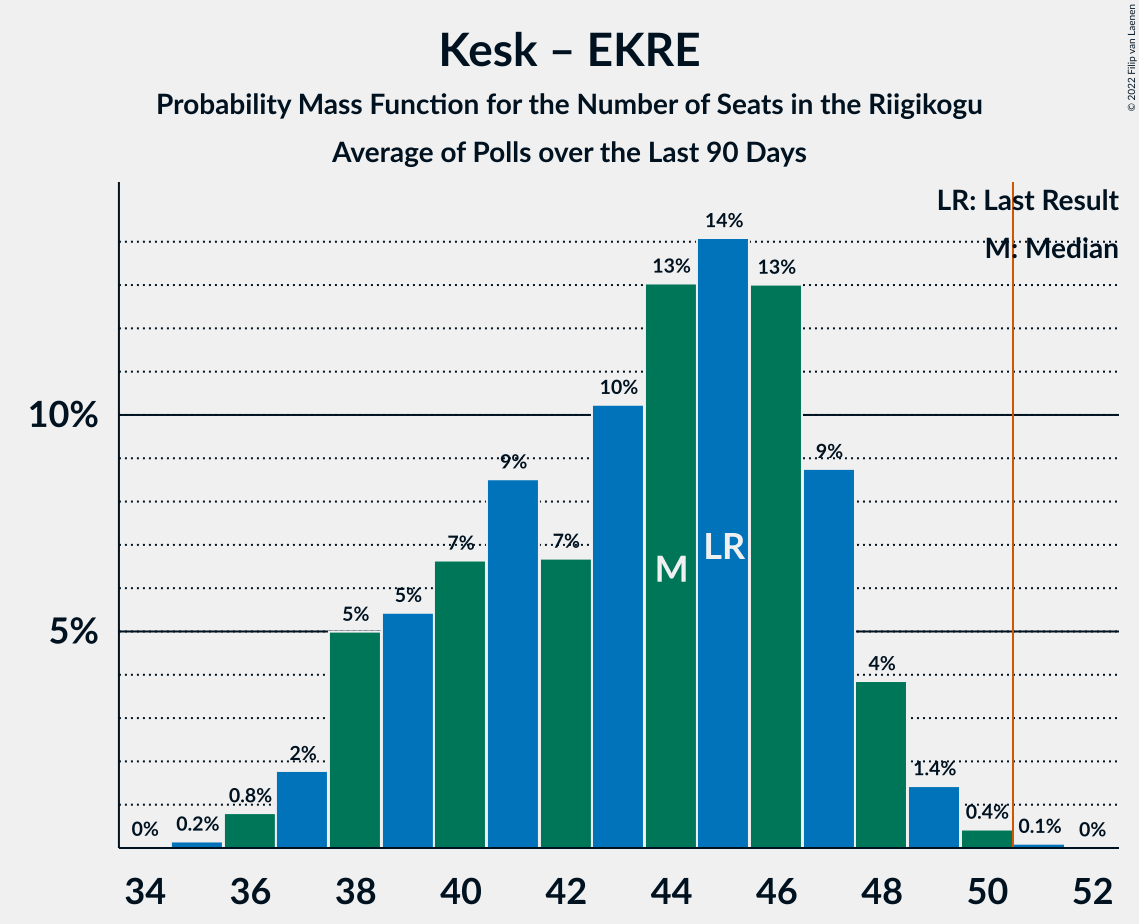 Kesk – EKRE
Probability Mass Function for the Number of Seats in the Riigikogu
Average of Polls over the Last 90 Days
© 2022 Filip van Laenen
LR: Last Result
M: Median
10%
5%
0%
0.2%
0.8%
2%
5%
5%
7%
9%
7%
10%
13%
14%
13%
9%
4%
1.4%
0.4%
0.1%
0%
M
LR
34 36 38 40 42 44 46 48 50 52